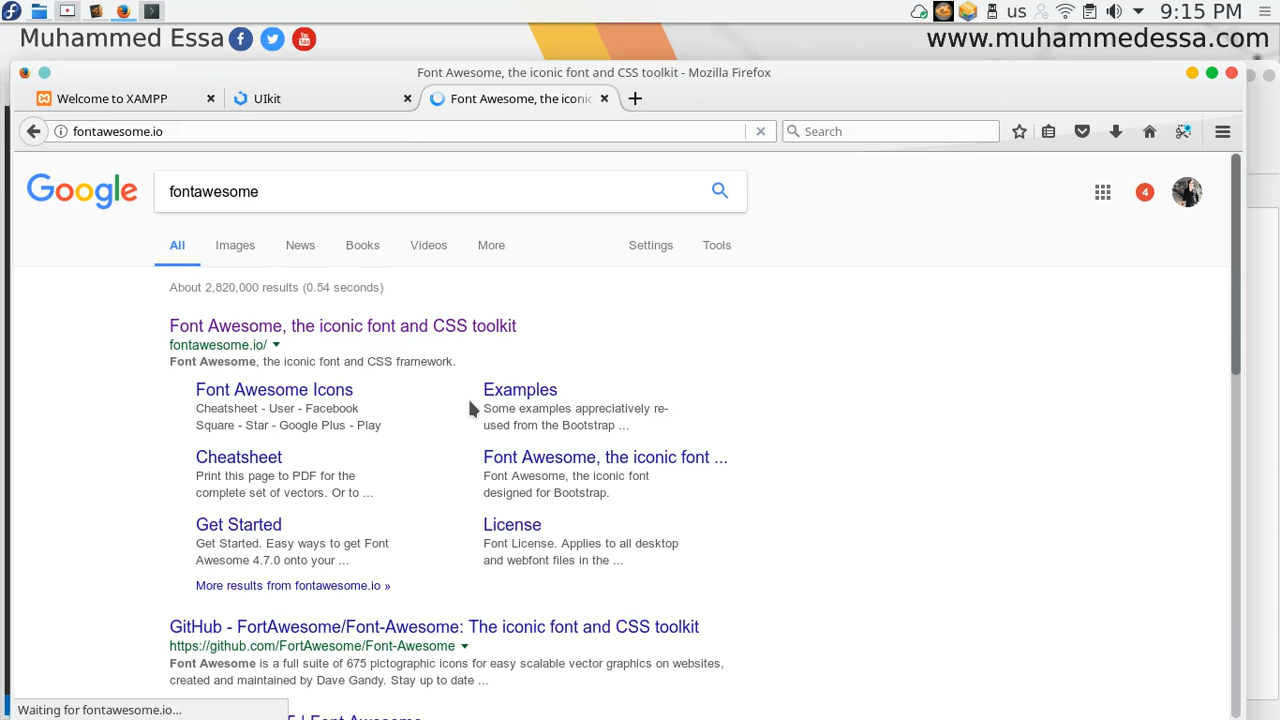 us 9:15 PM
Muhammed Essa
www.muhammedessa.com
Font Awesome, the iconic font and CSS toolkit - Mozilla Firefox
Welcome to XAMPP
UIkit
Font Awesome, the iconic
fontawesome.io
Search
Google
fontawesome
4
All Images News Books Videos More Settings Tools
About 2,820,000 results (0.54 seconds)
Font Awesome, the iconic font and CSS toolkit
fontawesome.io/
Font Awesome, the iconic font and CSS framework.
Font Awesome Icons
Cheatsheet - User - Facebook
Square - Star - Google Plus - Play
Examples
Some examples appreciatively re-
used from the Bootstrap ...
Cheatsheet
Print this page to PDF for the
complete set of vectors. Or to ...
Font Awesome, the iconic font ...
Font Awesome, the iconic font
designed for Bootstrap.
Get Started
Get Started. Easy ways to get Font
Awesome 4.7.0 onto your ...
License
Font License. Applies to all desktop
and webfont files in the ...
More results from fontawesome.io »
GitHub - FortAwesome/Font-Awesome: The iconic font and CSS toolkit
https://github.com/FortAwesome/Font-Awesome
Font Awesome is a full suite of 675 pictographic icons for easy scalable vector graphics on websites,
created and maintained by Dave Gandy. Stay up to date ...
5 | Font Awesome
Waiting for fontawesome.io...